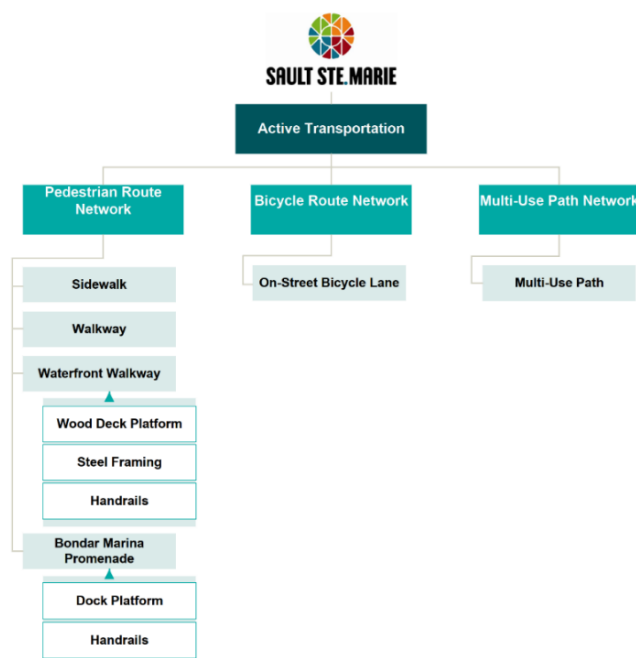 SAULT STE.MARIE
Active Transportation
Pedestrian Route
Network
Bicycle Route Network
Multi-Use Path Network
Sidewalk
On-Street Bicycle Lane
Multi-Use Path
Walkway
Waterfront Walkway
Wood Deck Platform
Steel Framing
Handrails
Bondar Marina
Promenade
Dock Platform
Handrails